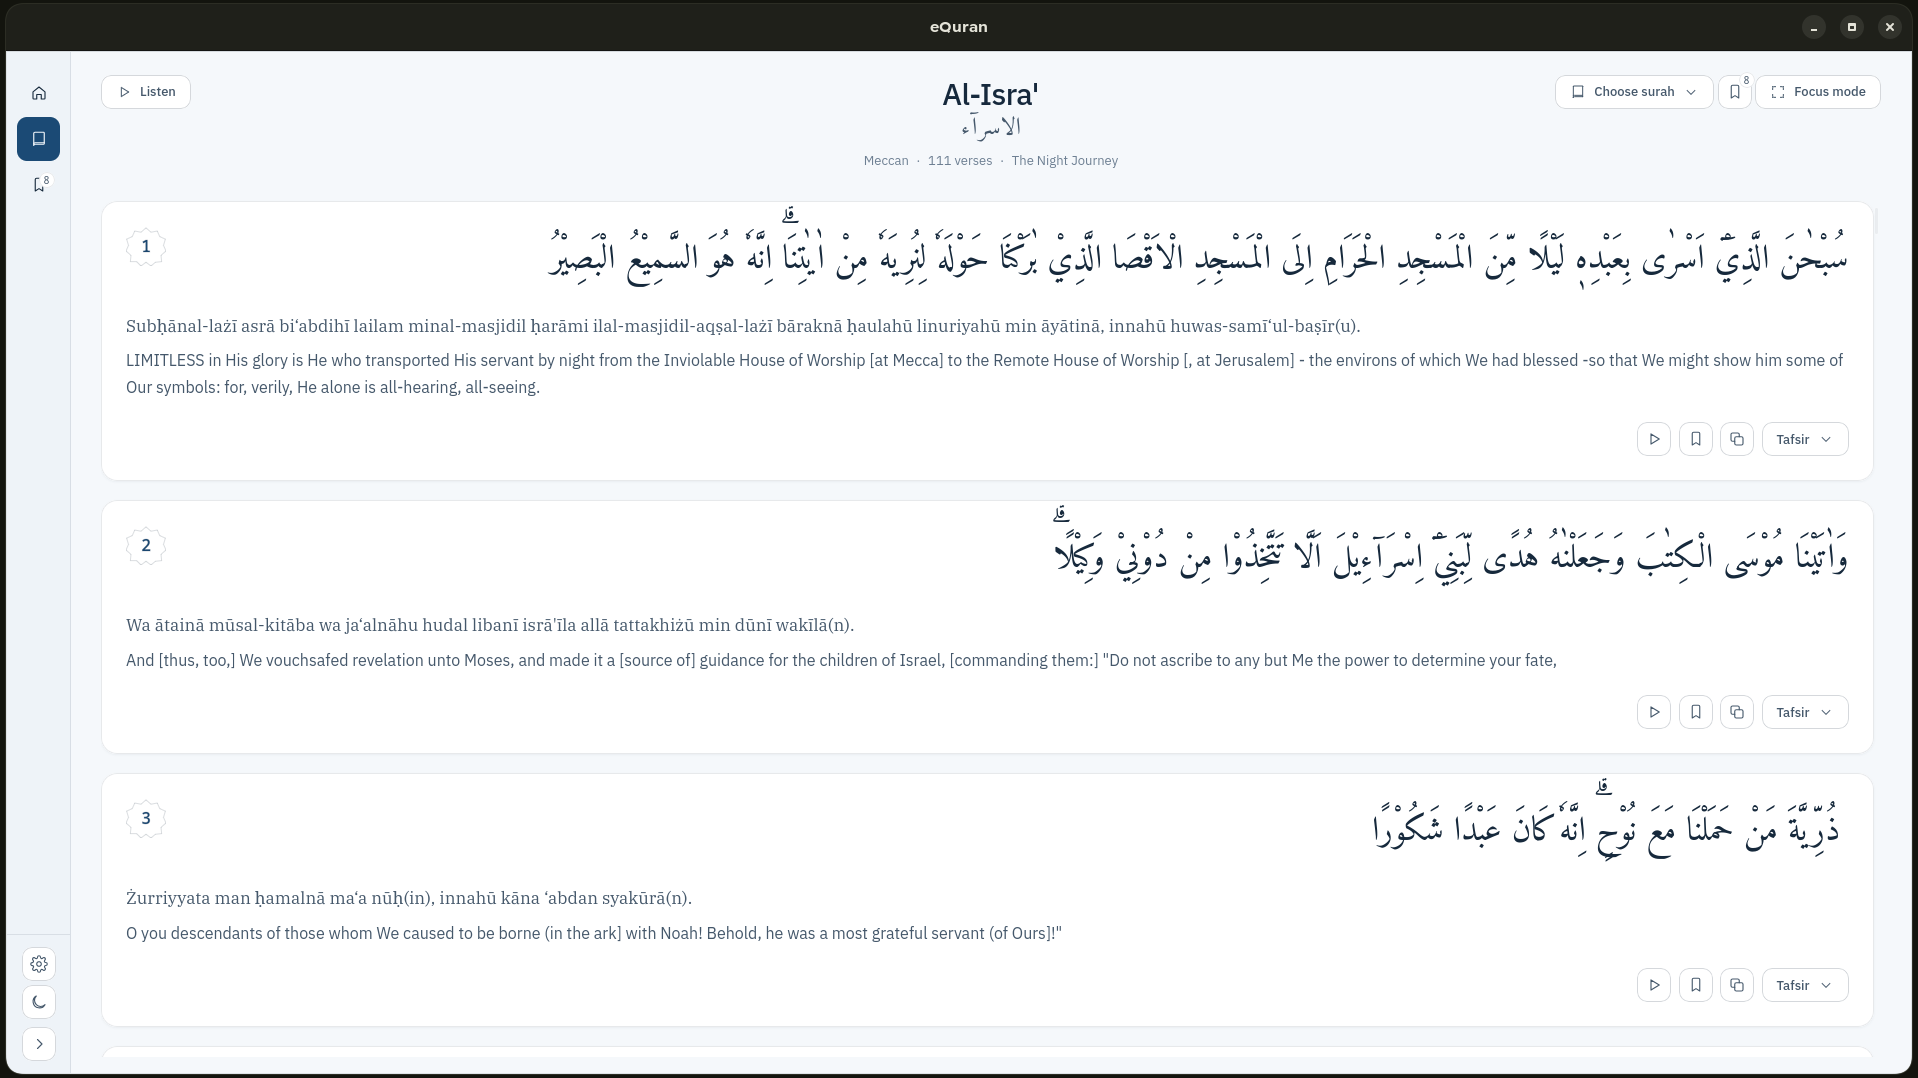 eQuran
Listen
Al-Isra'
الاسرآء
Meccan · 111 verses · The Night Journey
Choose surah
8
Focus mode
8
1
سُبْحٰنَ الَّذِيْٓ اَسْرٰى بِعَبْدِهٖ لَيْلًا مِّنَ الْمَسْجِدِ الْحَرَامِ اِلَى الْمَسْجِدِ الْاَقْصَا الَّذِيْ بٰرَكْنَا حَوْلَهٗ لِنُرِيَهٗ مِنْ اٰيٰتِنَاۗ اِنَّهٗ هُوَ السَّمِيْعُ الْبَصِيْرُ
Subḥānal-lażī asrā bi‘abdihī lailam minal-masjidil ḥarāmi ilal-masjidil-aqṣal-lażī bāraknā ḥaulahū linuriyahū min āyātinā, innahū huwas-samī‘ul-baṣīr(u).
LIMITLESS in His glory is He who transported His servant by night from the Inviolable House of Worship [at Mecca] to the Remote House of Worship [, at Jerusalem] - the environs of which We had blessed -so that We might show him some of
Our symbols: for, verily, He alone is all-hearing, all-seeing.
Tafsir
2
وَاٰتَيْنَا مُوْسَى الْكِتٰبَ وَجَعَلْنٰهُ هُدًى لِّبَنِيْٓ اِسْرَاۤءِيْلَ اَلَّا تَتَّخِذُوْا مِنْ دُوْنِيْ وَكِيْلًاۗ
Wa ātainā mūsal-kitāba wa ja‘alnāhu hudal libanī isrā'īla allā tattakhiżū min dūnī wakīlā(n).
And [thus, too,] We vouchsafed revelation unto Moses, and made it a [source of] guidance for the children of Israel, [commanding them:] "Do not ascribe to any but Me the power to determine your fate,
Tafsir
3
ذُرِّيَّةَ مَنْ حَمَلْنَا مَعَ نُوْحٍۗ اِنَّهٗ كَانَ عَبْدًا شَكُوْرًا
Żurriyyata man ḥamalnā ma‘a nūḥ(in), innahū kāna ‘abdan syakūrā(n).
O you descendants of those whom We caused to be borne (in the ark] with Noah! Behold, he was a most grateful servant (of Ours]!"
Tafsir